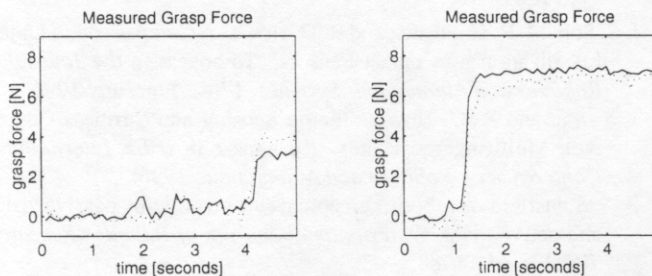 Measured Grasp Force
grasp force [N]
8
6
4
2
0
0 1 2 3 4
time [seconds]
Measured Grasp Force
grasp force [N]
8
6
4
2
0
0 1 2 3 4 5
time [seconds]